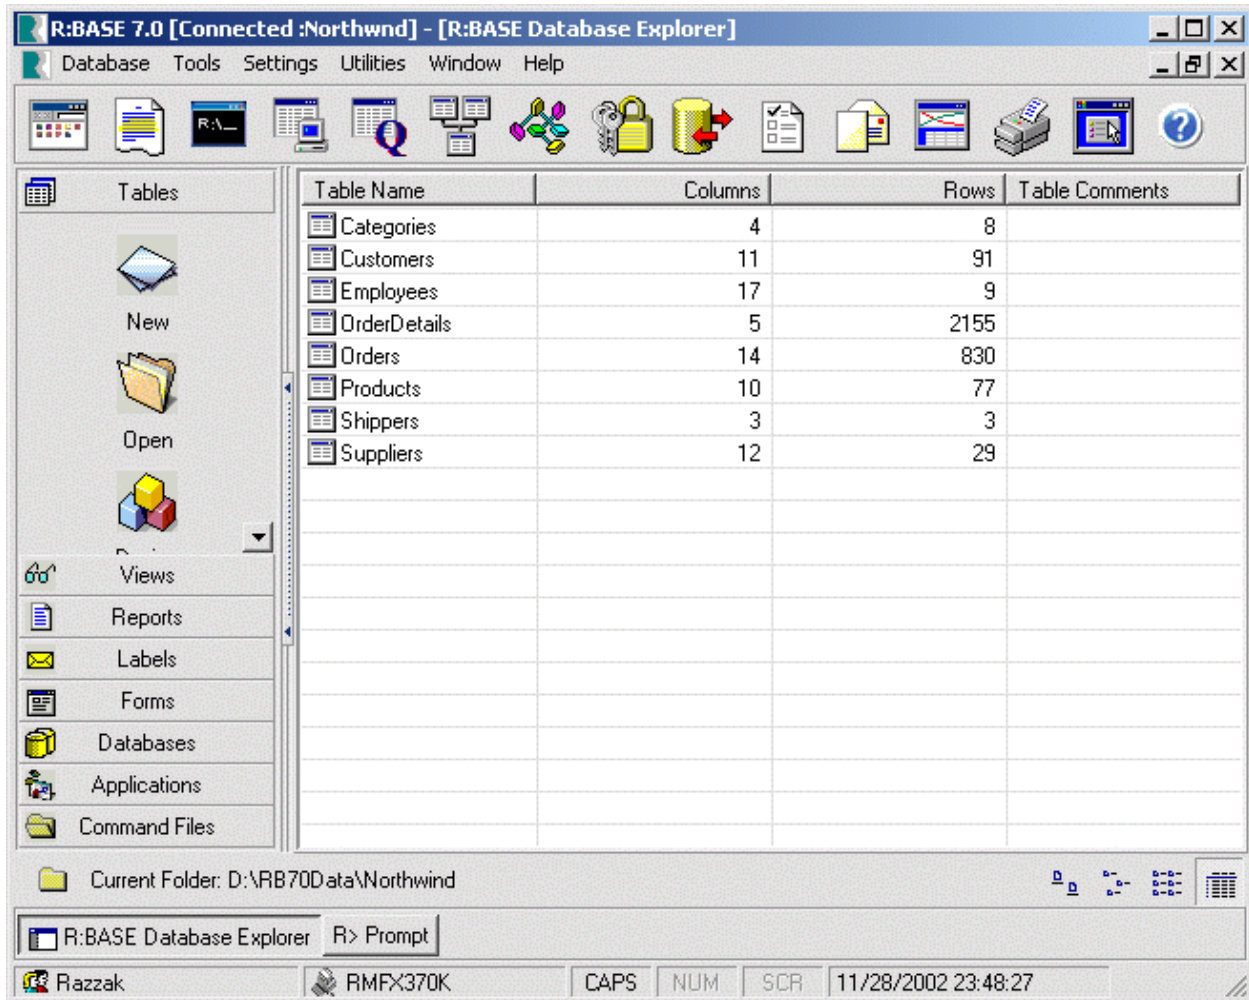 R:BASE 7.0 [Connected :Northwnd] - [R:BASE Database Explorer]
Database Tools Settings Utilities Window Help
R:\_
Q
?
Tables
Table Name Columns Rows Table Comments
Categories 4 8
Customers 11 91
Employees 17 9
New
OrderDetails 5 2155
Orders 14 830
Products 10 77
Shippers 3 3
Open
Suppliers 12 29
Views
Reports
Labels
Forms
Databases
Applications
Command Files
Current Folder: D:\RB70Data\Northwind
R:BASE Database Explorer R> Prompt
Razzak RMFX370K CAPS NUM SCR 11/28/2002 23:48:27